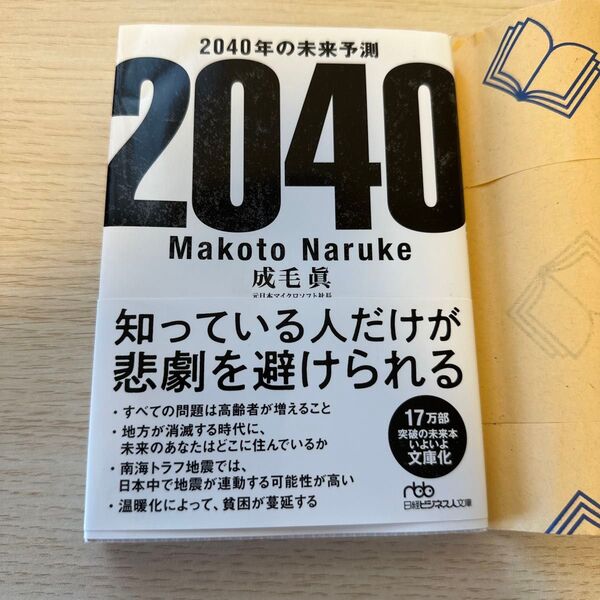 2040年の未来予測
2040
Makoto Naruke
成毛眞
元日本マイクロソフト社長
知っている人だけが
悲劇を避けられる
・すべての問題は高齢者が増えること
・地方が消滅する時代に、
未来のあなたはどこに住んでいるか
・南海トラフ地震では、
日本中で地震が連動する可能性が高い
・温暖化によって、貧困が蔓延する
17万部
突破の未来本
いよいよ
文庫化
nbb
日経ビジネス人文庫